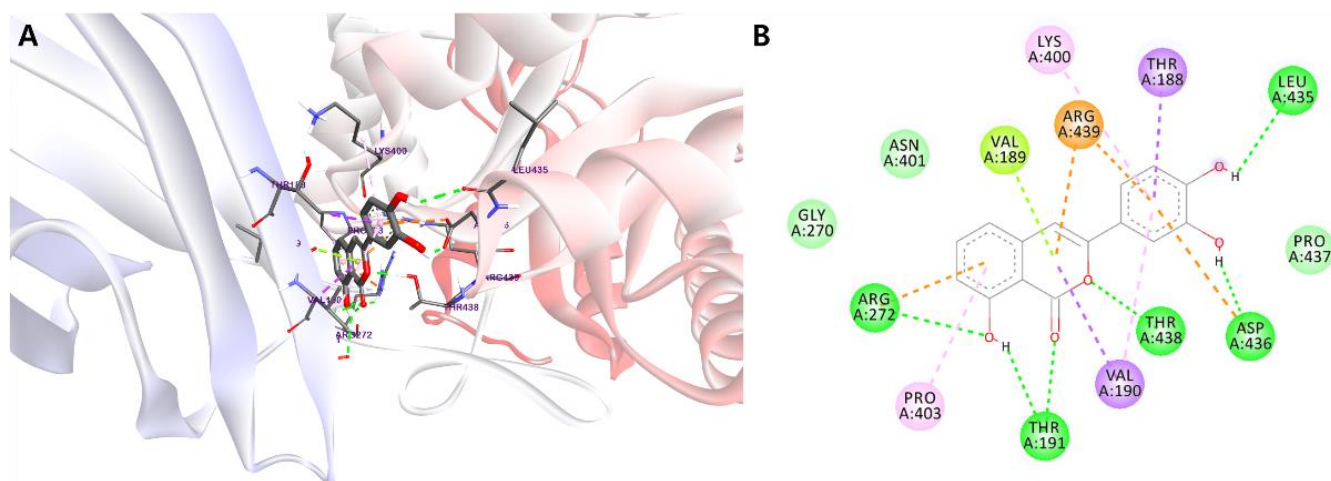 A
LYS400
LEU435
VAL190
THR438
B
LYS
A:400
THR
A:188
LEU
A:435
ARG
A:439
VAL
A:189
ASN
A:401
GLY
A:270
PRO
A:437
ARG
A:272
THR
A:438
ASP
A:436
VAL
A:190
PRO
A:403
THR
A:191
O
H
O
H
O
O
H
O